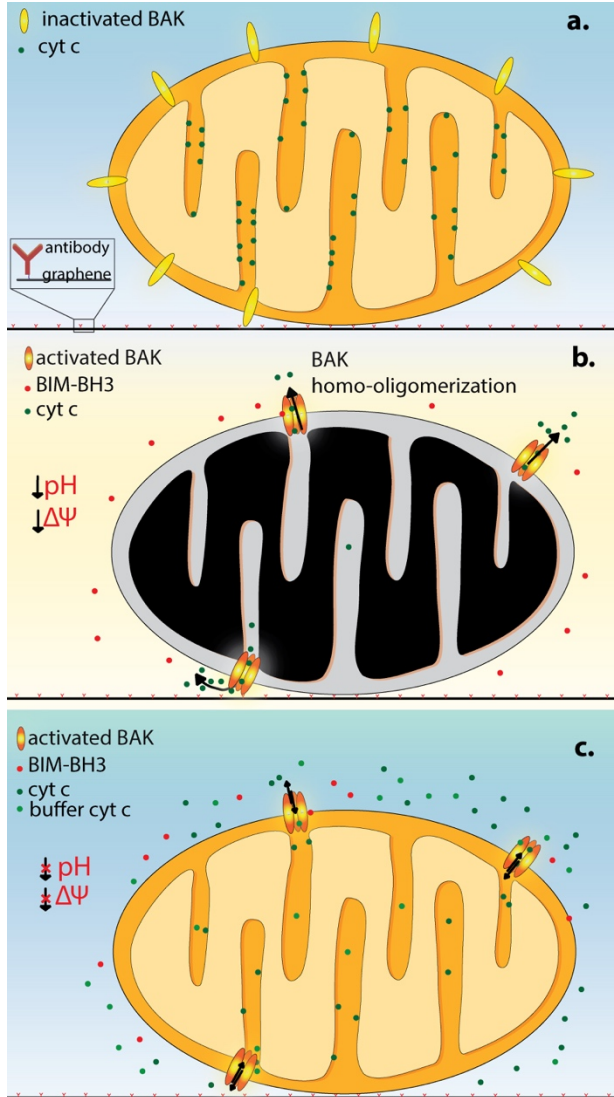 inactivated BAK
cyt c
a.
antibody
graphene
activated BAK
BIM-BH3
cyt c
BAK
homo-oligomerization
b.
pH
ΔΨ
activated BAK
BIM-BH3
cyt c
buffer cyt c
c.
pH
ΔΨ